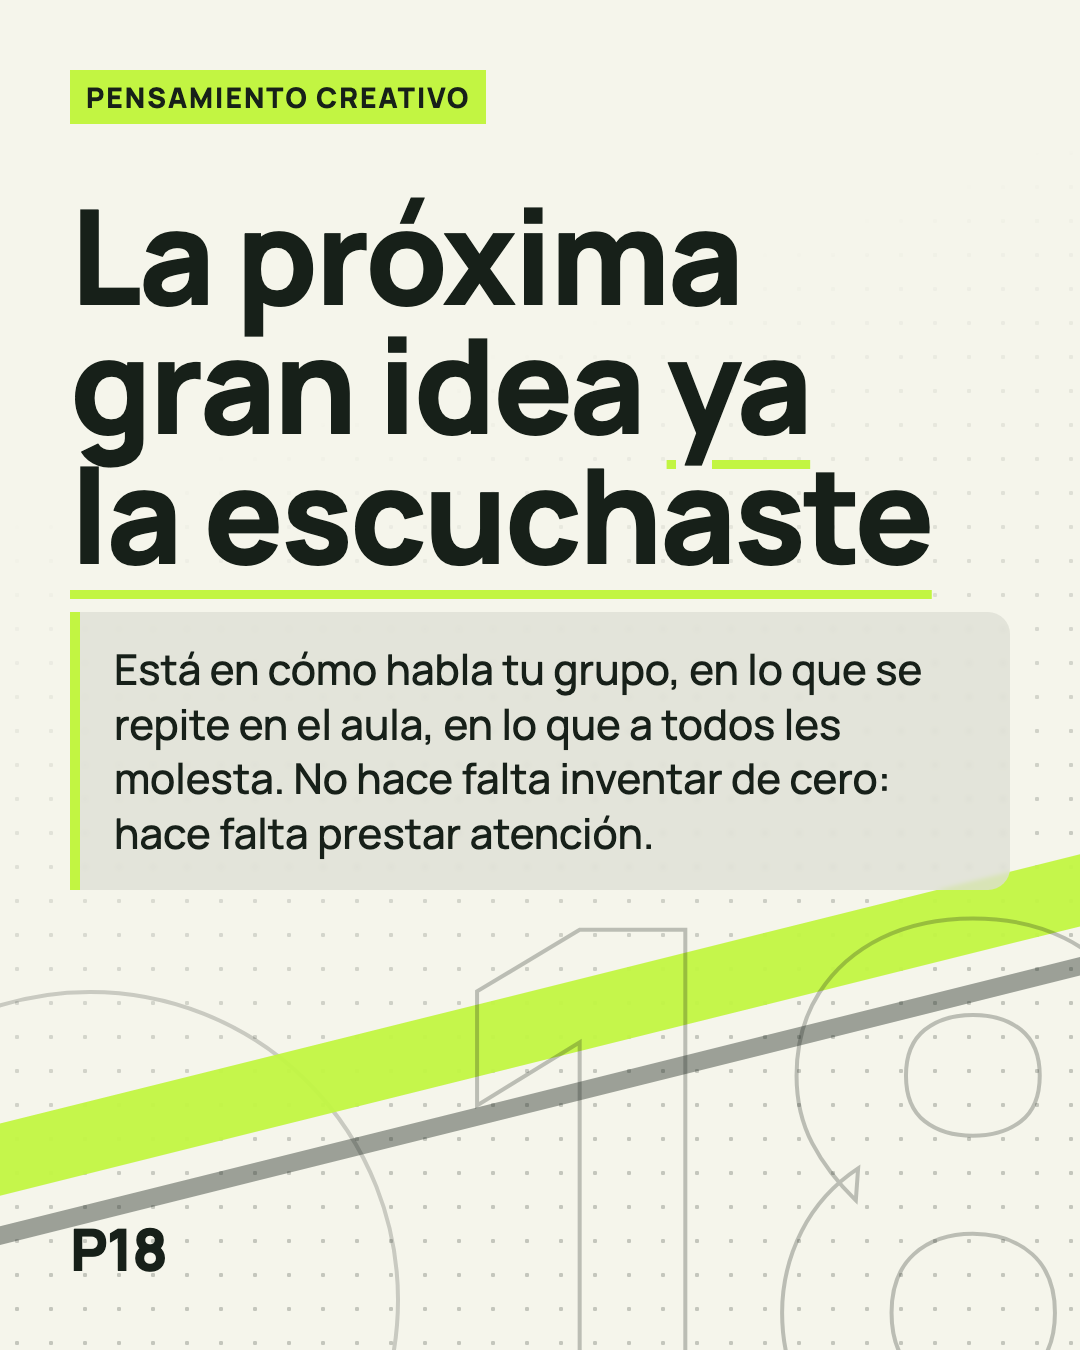 PENSAMIENTO CREATIVO
La próxima
gran idea ya
la escuchaste
Está en cómo habla tu grupo, en lo que se
repite en el aula, en lo que a todos les
molesta. No hace falta inventar de cero:
hace falta prestar atención.
18
P18